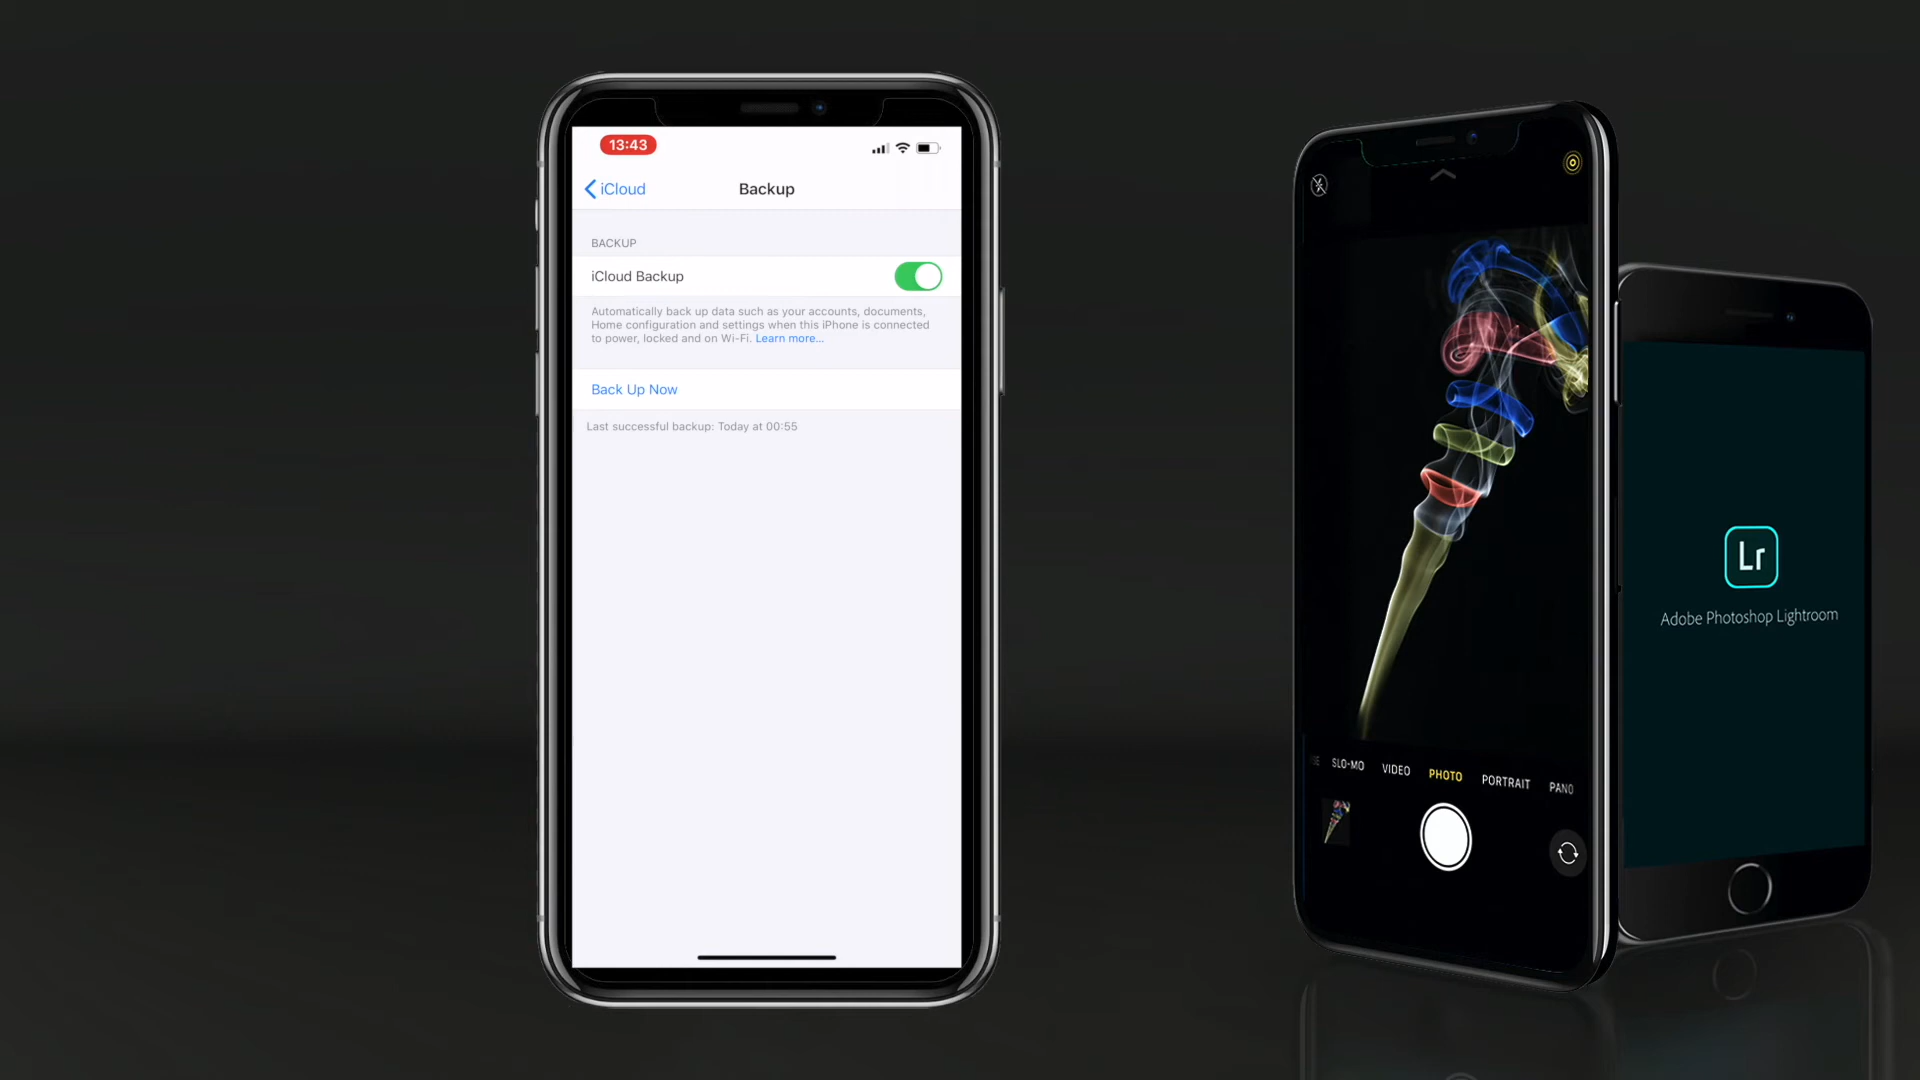 13:43
iCloud
Backup
BACKUP
iCloud Backup
Automatically back up data such as your accounts, documents,
Home configuration and settings when this iPhone is connected
to power, locked and on Wi-Fi. Learn more...
Back Up Now
Last successful backup: Today at 00:55
SLO-MO VIDEO PHOTO PORTRAIT PANO
Lr
Adobe Photoshop Lightroom